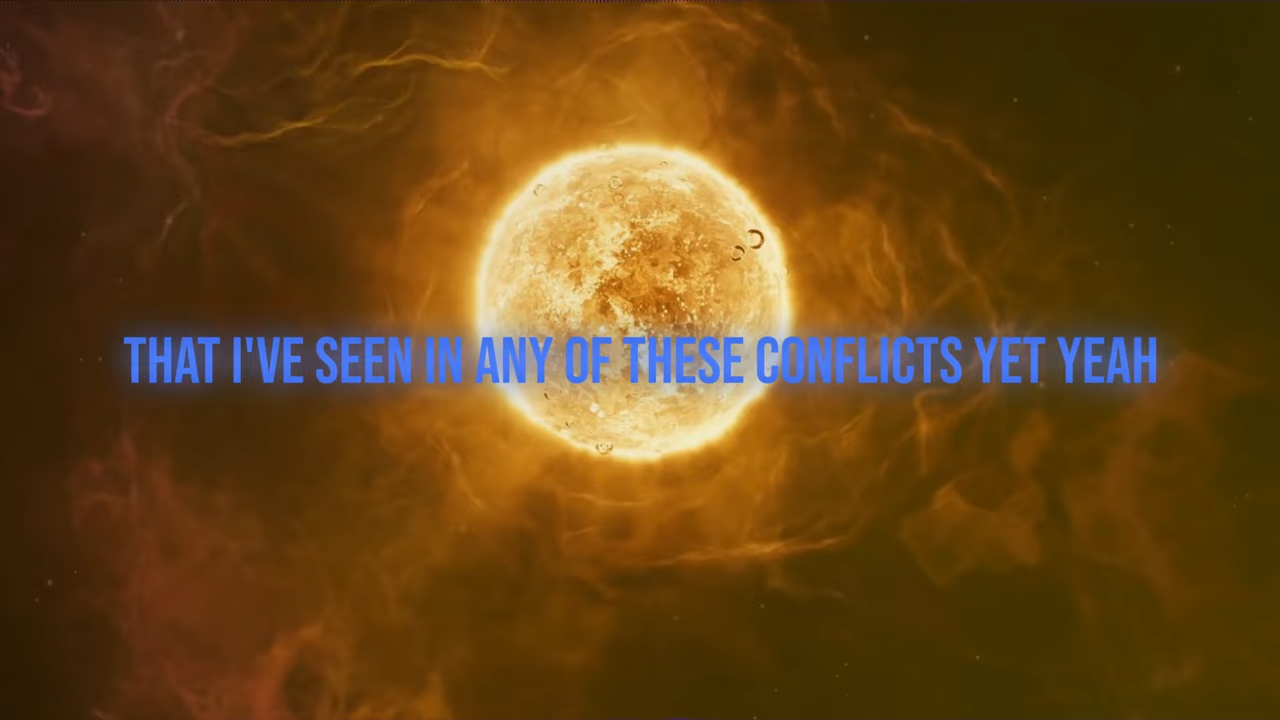 THAT I'VE SEEN IN ANY OF THESE CONFLICTS YET YEAH